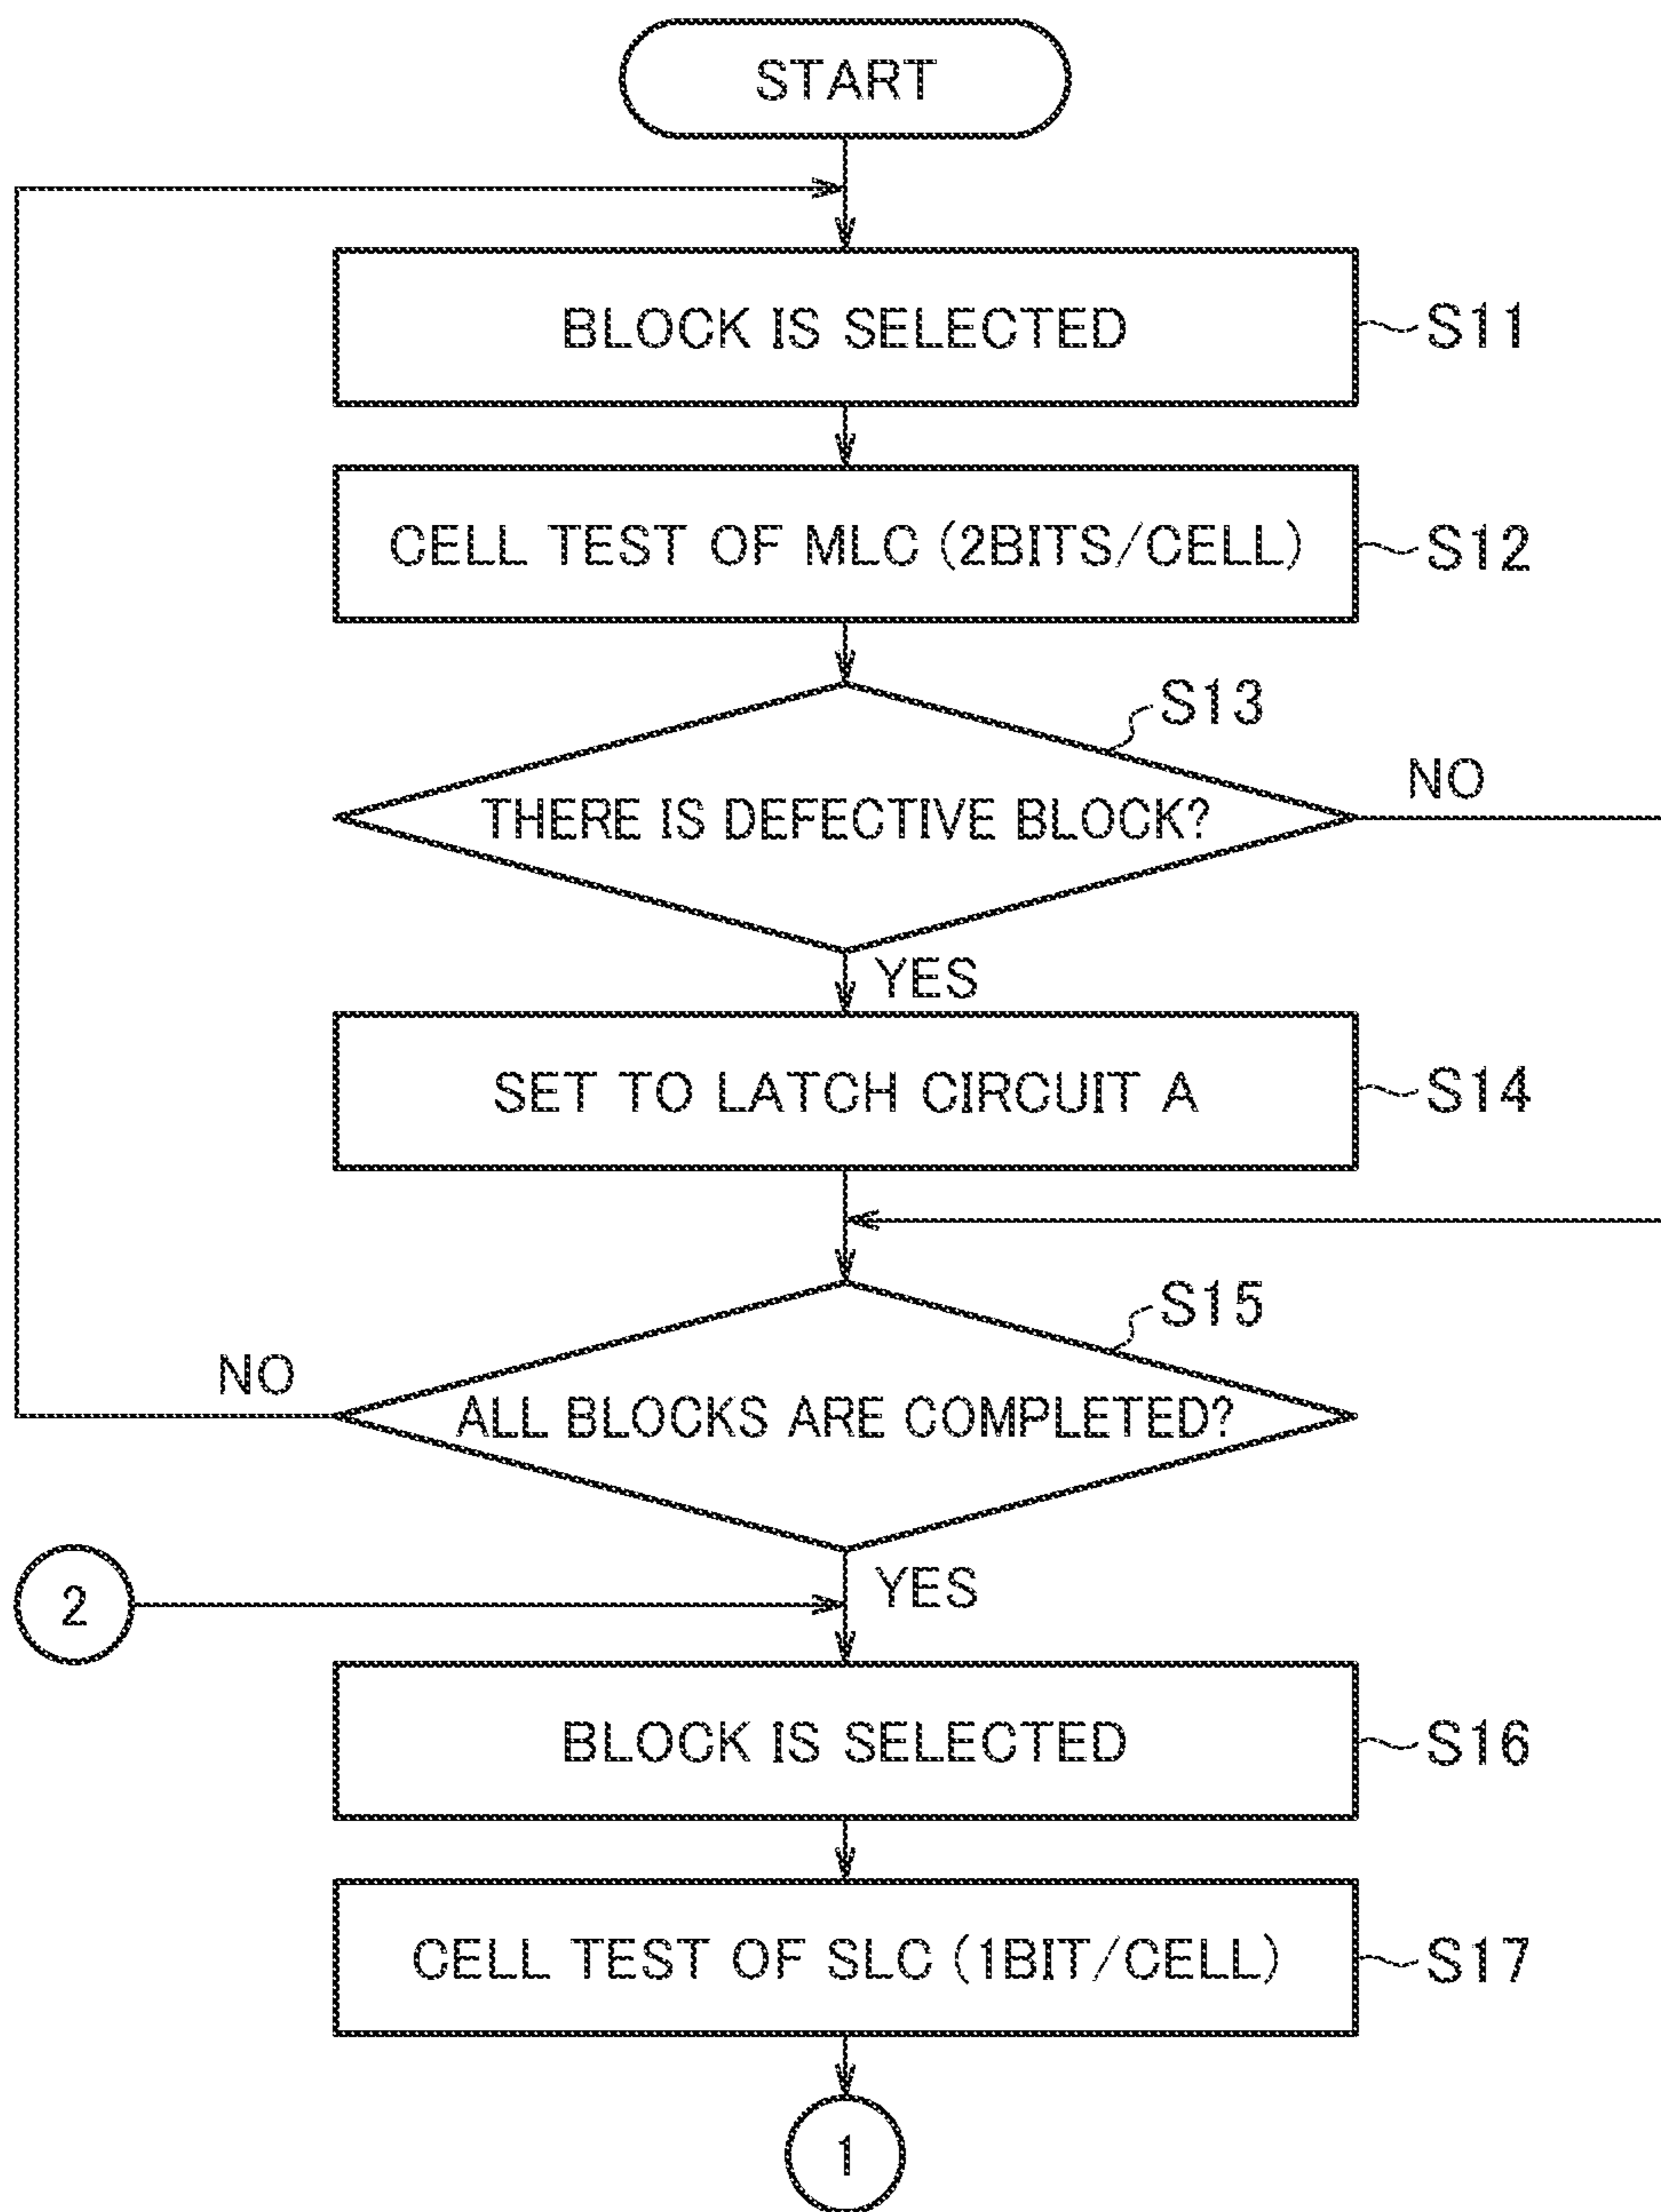 START
BLOCK IS SELECTED
S11
CELL TEST OF MLC (2BITS/CELL)
S12
S13
THERE IS DEFECTIVE BLOCK?
NO
YES
SET TO LATCH CIRCUIT A
S14
S15
NO
ALL BLOCKS ARE COMPLETED?
YES
2
BLOCK IS SELECTED
S16
CELL TEST OF SLC (1BIT/CELL)
S17
1